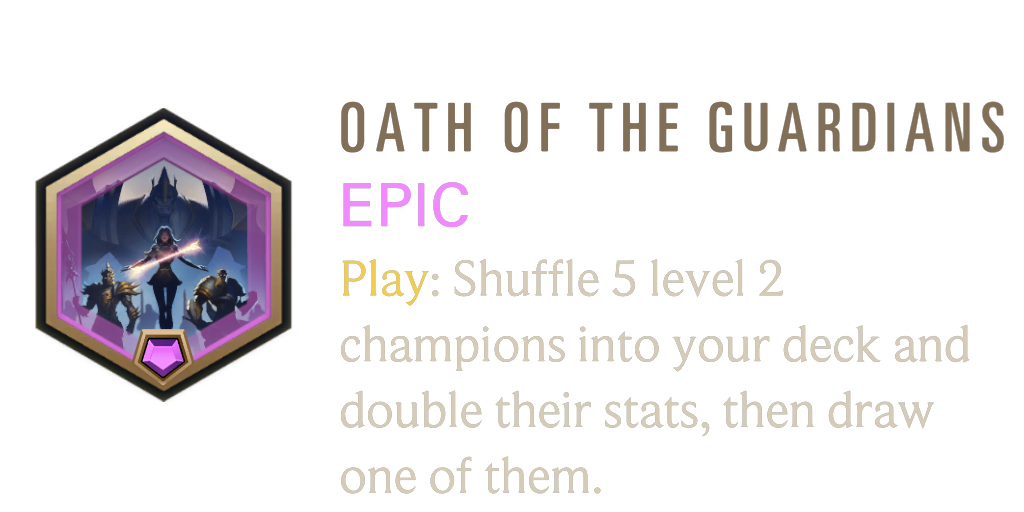 OATH OF THE GUARDIANS
EPIC
Play: Shuffle 5 level 2
champions into your deck and
double their stats, then draw
one of them.